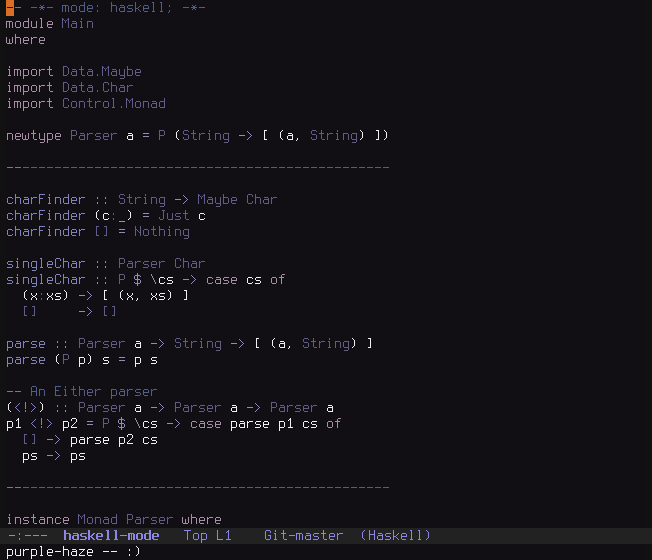 -- -*- mode: haskell; -*-
module Main
where
import Data.Maybe
import Data.Char
import Control.Monad
newtype Parser a = P (String -> [ (a, String) ])
------------------------------------------------
charFinder :: String -> Maybe Char
charFinder (c:_) = Just c
charFinder [] = Nothing
singleChar :: Parser Char
singleChar :: P $ \cs -> case cs of
  (x:xs) -> [ (x, xs) ]
  []     -> []
parse :: Parser a -> String -> [ (a, String) ]
parse (P p) s = p s
-- An Either parser
(<!>) :: Parser a -> Parser a -> Parser a
p1 <!> p2 = P $ \cs -> case parse p1 cs of
  [] -> parse p2 cs
  ps -> ps
------------------------------------------------
instance Monad Parser where
-:---  haskell-mode   Top L1    Git-master  (Haskell)
purple-haze -- :)